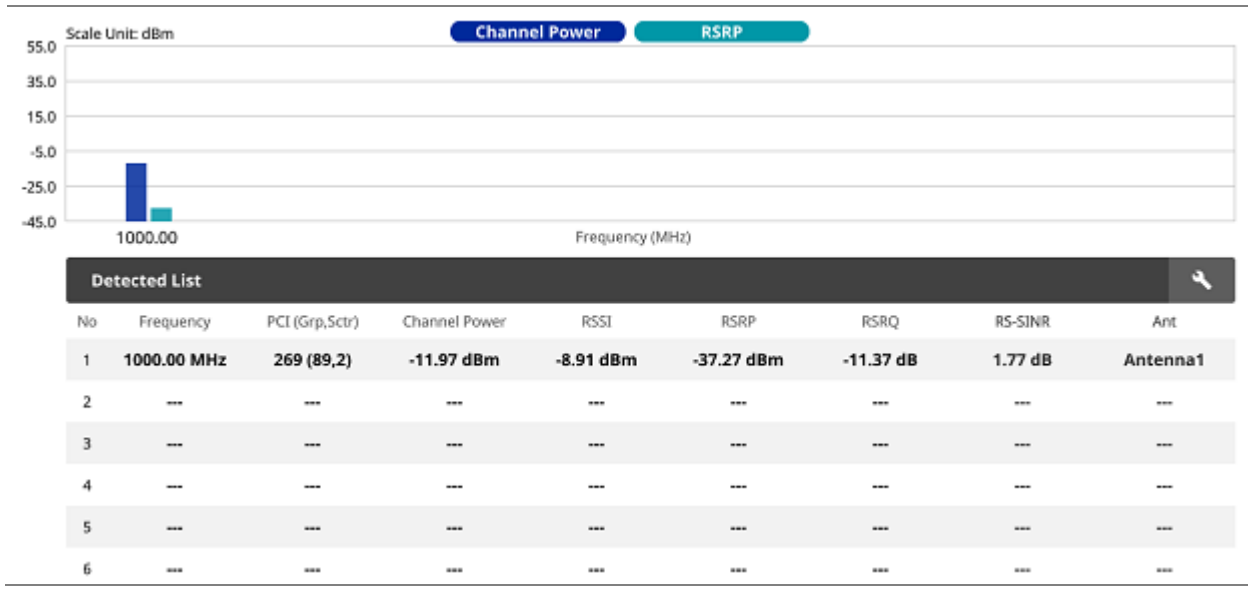 Scale Unit: dBm Channel Power RSRP
55.0
35.0
15.0
-5.0
-25.0
-45.0
1000.00 Frequency (MHz)
Detected List
No Frequency PCI (Grp,Sctr) Channel Power RSSI RSRP RSRQ RS-SINR Ant
1 1000.00 MHz 269 (89,2) -11.97 dBm -8.91 dBm -37.27 dBm -11.37 dB 1.77 dB Antenna1
2 --- --- --- --- --- --- --- ---
3 --- --- --- --- --- --- --- ---
4 --- --- --- --- --- --- --- ---
5 --- --- --- --- --- --- --- ---
6 --- --- --- --- --- --- --- ---